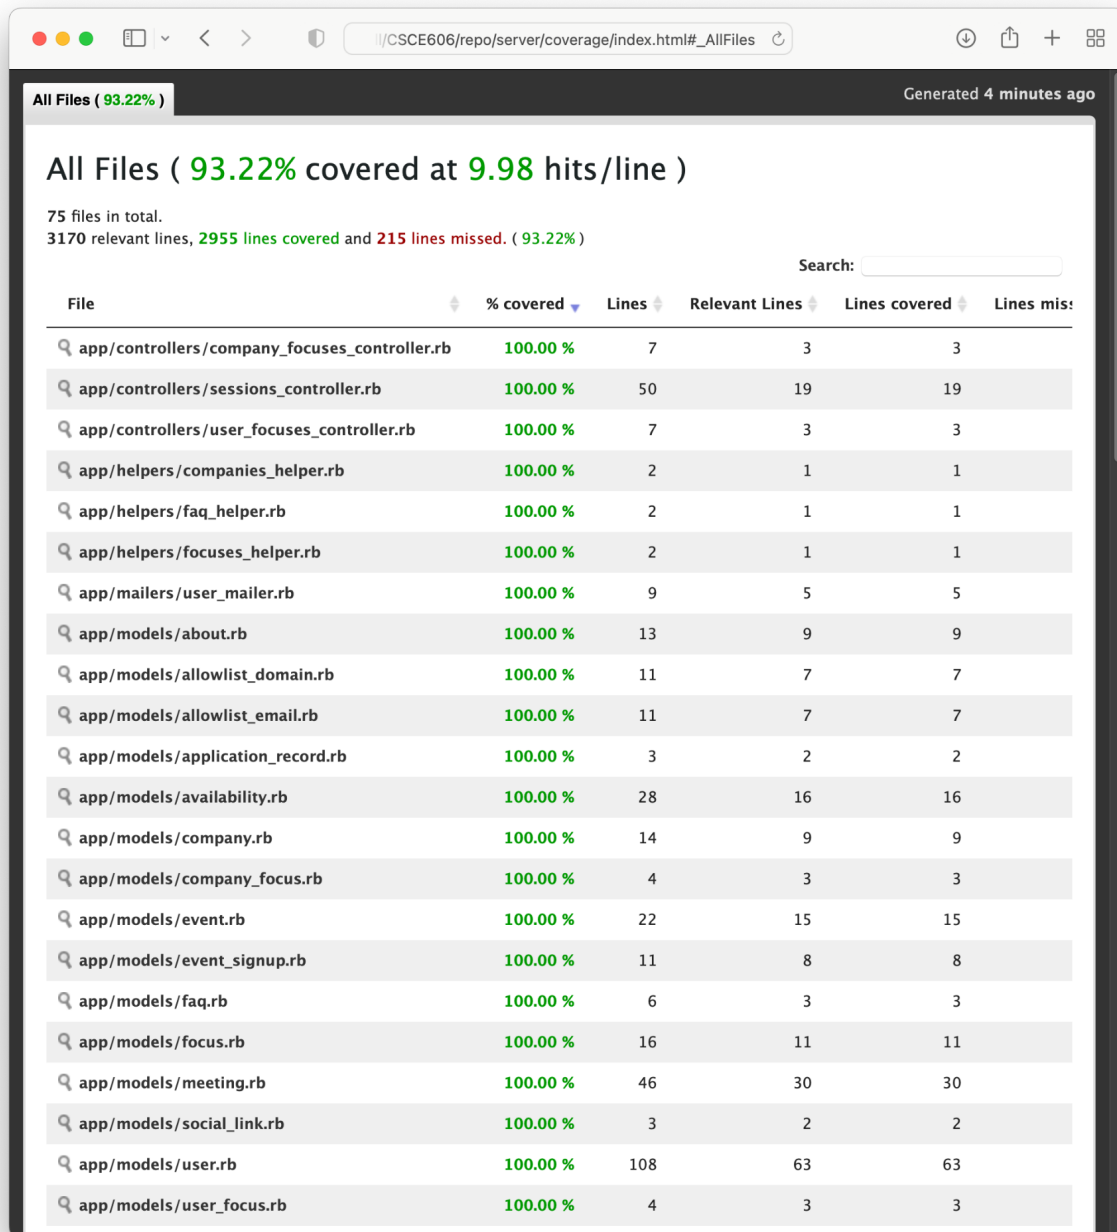 /CSCE606/repo/server/coverage/index.html#_AllFiles
All Files ( 93.22% )
Generated 4 minutes ago
All Files ( 93.22% covered at 9.98 hits/line )
75 files in total.
3170 relevant lines, 2955 lines covered and 215 lines missed. ( 93.22% )
Search:
File % covered Lines Relevant Lines Lines covered Lines mis
app/controllers/company_focuses_controller.rb 100.00 % 7 3 3
app/controllers/sessions_controller.rb 100.00 % 50 19 19
app/controllers/user_focuses_controller.rb 100.00 % 7 3 3
app/helpers/companies_helper.rb 100.00 % 2 1 1
app/helpers/faq_helper.rb 100.00 % 2 1 1
app/helpers/focuses_helper.rb 100.00 % 2 1 1
app/mailers/user_mailer.rb 100.00 % 9 5 5
app/models/about.rb 100.00 % 13 9 9
app/models/allowlist_domain.rb 100.00 % 11 7 7
app/models/allowlist_email.rb 100.00 % 11 7 7
app/models/application_record.rb 100.00 % 3 2 2
app/models/availability.rb 100.00 % 28 16 16
app/models/company.rb 100.00 % 14 9 9
app/models/company_focus.rb 100.00 % 4 3 3
app/models/event.rb 100.00 % 22 15 15
app/models/event_signup.rb 100.00 % 11 8 8
app/models/faq.rb 100.00 % 6 3 3
app/models/focus.rb 100.00 % 16 11 11
app/models/meeting.rb 100.00 % 46 30 30
app/models/social_link.rb 100.00 % 3 2 2
app/models/user.rb 100.00 % 108 63 63
app/models/user_focus.rb 100.00 % 4 3 3